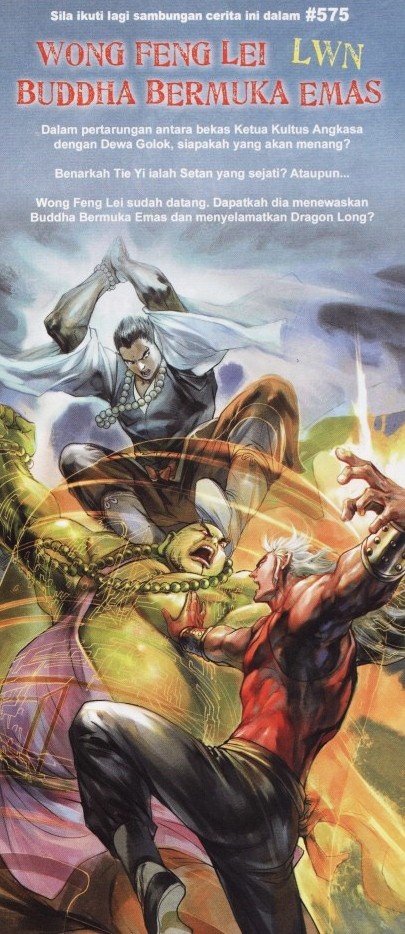 Sila ikuti lagi sambungan cerita ini dalam #575
WONG FENG LEI LWN
BUDDHA BERMUKA EMAS
Dalam pertarungan antara bekas Ketua Kultus Angkasa
dengan Dewa Golok, siapakah yang akan menang?
Benarkah Tie Yi ialah Setan yang sejati? Ataupun...
Wong Feng Lei sudah datang. Dapatkah dia menewaskan
Buddha Bermuka Emas dan menyelamatkan Dragon Long?